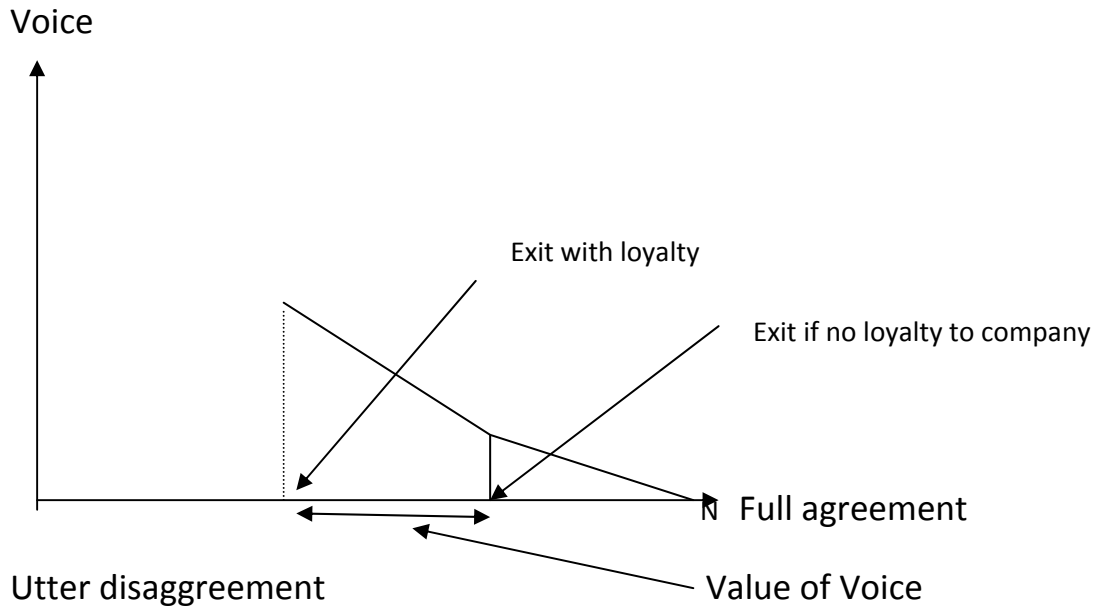 Voice
Exit with loyalty
Exit if no loyalty to company
N Full agreement
Utter disaggreement
Value of Voice